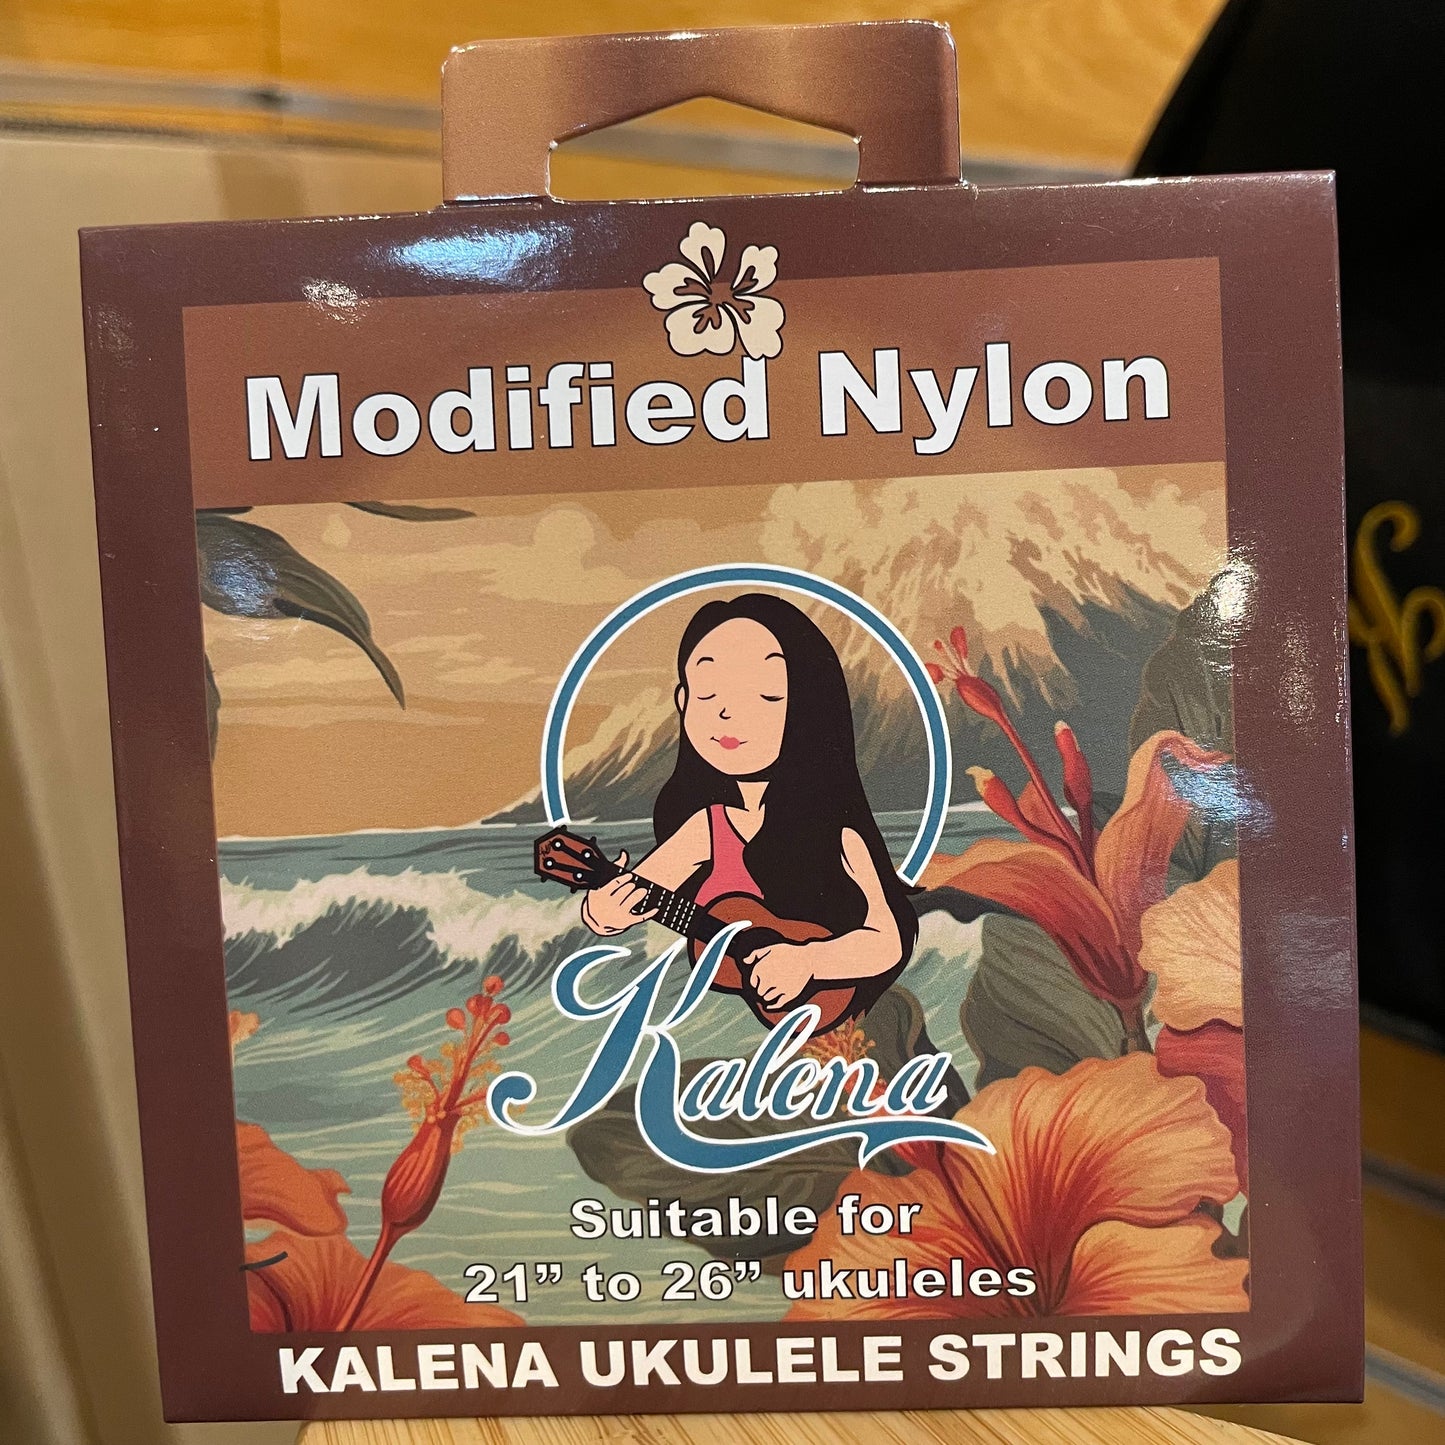 Modified Nylon
Kalena
Suitable for
21” to 26” ukuleles
KALENA UKULELE STRINGS